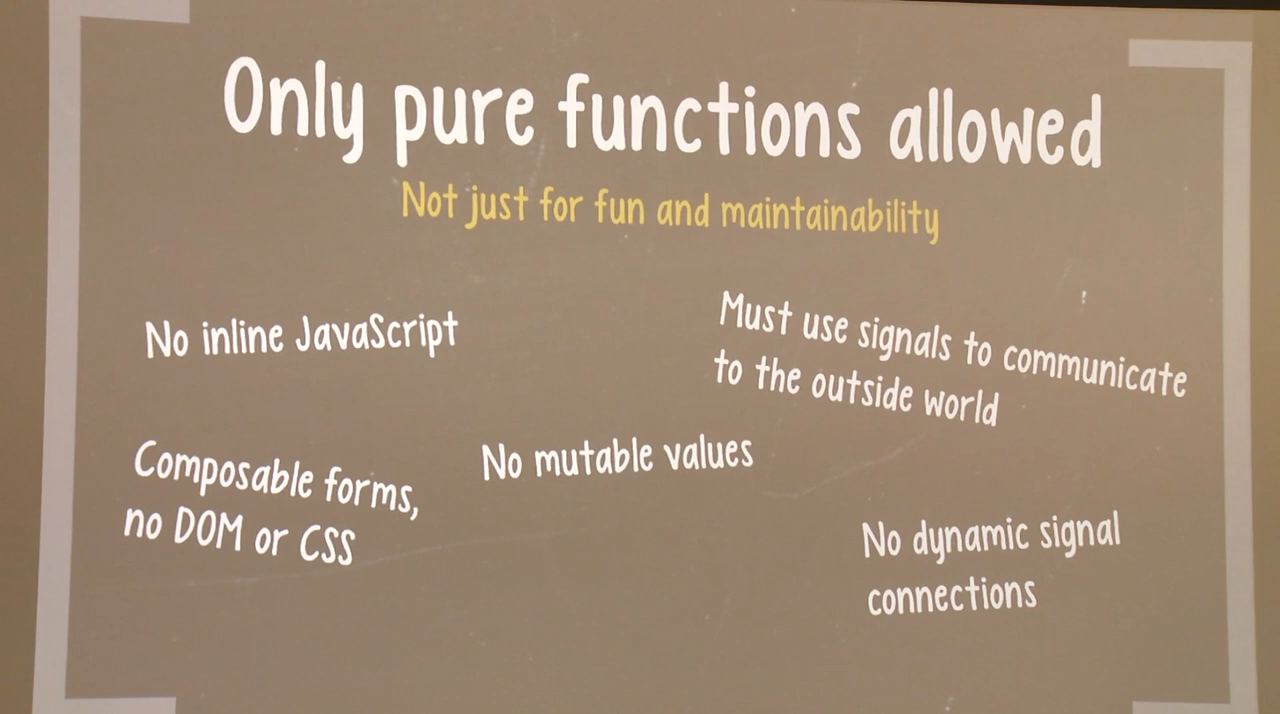 Only pure functions allowed
Not just for fun and maintainability
No inline JavaScript
Must use signals to communicate
to the outside world
Composable forms,
no DOM or CSS
No mutable values
No dynamic signal
connections